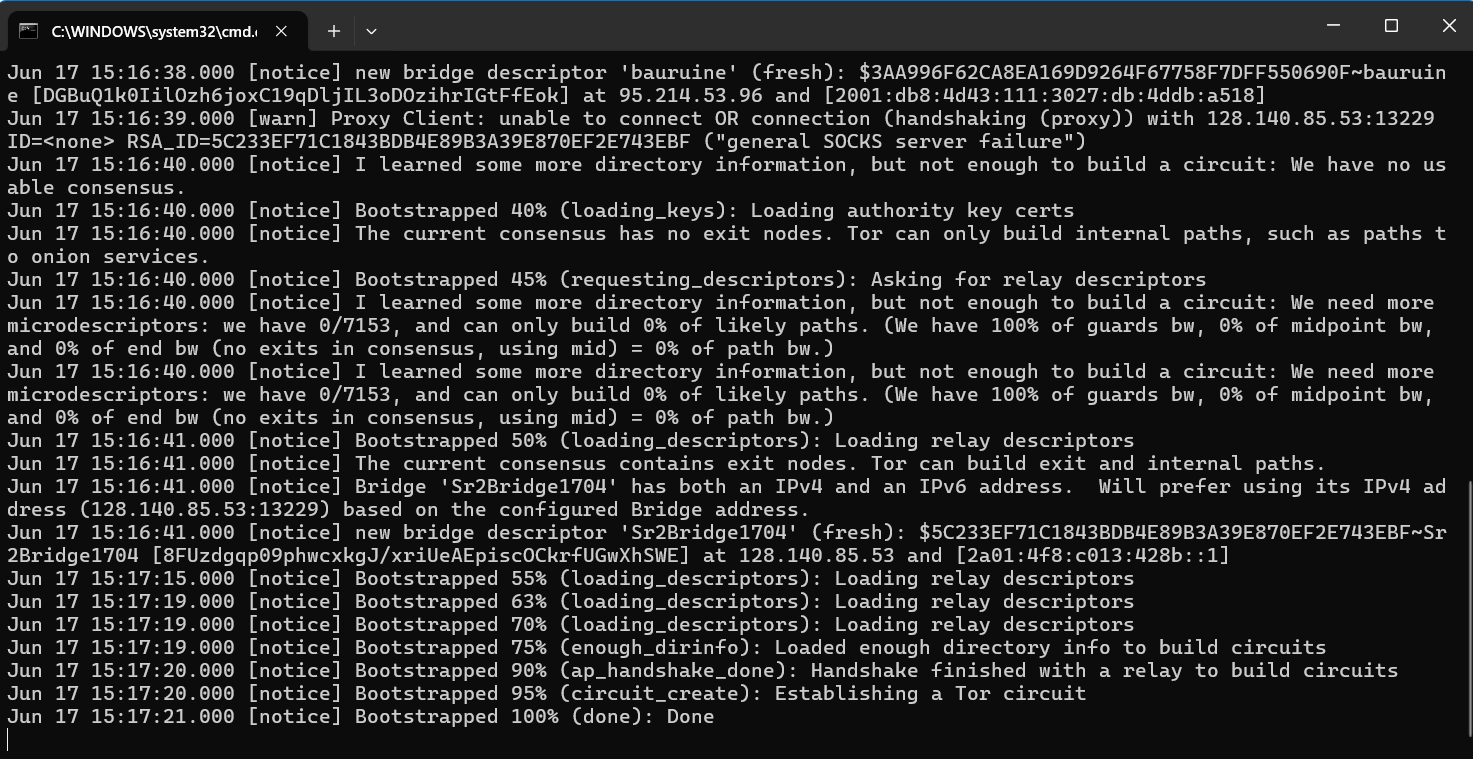 C:\WINDOWS\system32\cmd.
Jun 17 15:16:38.000 [notice] new bridge descriptor 'bauruine' (fresh): $3AA996F62CA8EA169D9264F67758F7DFF550690F~bauruin
e [DGBuQ1k0IilOzh6joxC19qDljIL3oDOzihrIGtFfEok] at 95.214.53.96 and [2001:db8:4d43:111:3027:db:4ddb:a518]
Jun 17 15:16:39.000 [warn] Proxy Client: unable to connect OR connection (handshaking (proxy)) with 128.140.85.53:13229
ID=<none> RSA_ID=5C233EF71C1843BDB4E89B3A39E870EF2E743EBF ("general SOCKS server failure")
Jun 17 15:16:40.000 [notice] I learned some more directory information, but not enough to build a circuit: We have no us
able consensus.
Jun 17 15:16:40.000 [notice] Bootstrapped 40% (loading_keys): Loading authority key certs
Jun 17 15:16:40.000 [notice] The current consensus has no exit nodes. Tor can only build internal paths, such as paths t
o onion services.
Jun 17 15:16:40.000 [notice] Bootstrapped 45% (requesting_descriptors): Asking for relay descriptors
Jun 17 15:16:40.000 [notice] I learned some more directory information, but not enough to build a circuit: We need more
microdescriptors: we have 0/7153, and can only build 0% of likely paths. (We have 100% of guards bw, 0% of midpoint bw,
and 0% of end bw (no exits in consensus, using mid) = 0% of path bw.)
Jun 17 15:16:40.000 [notice] I learned some more directory information, but not enough to build a circuit: We need more
microdescriptors: we have 0/7153, and can only build 0% of likely paths. (We have 100% of guards bw, 0% of midpoint bw,
and 0% of end bw (no exits in consensus, using mid) = 0% of path bw.)
Jun 17 15:16:41.000 [notice] Bootstrapped 50% (loading_descriptors): Loading relay descriptors
Jun 17 15:16:41.000 [notice] The current consensus contains exit nodes. Tor can build exit and internal paths.
Jun 17 15:16:41.000 [notice] Bridge 'Sr2Bridge1704' has both an IPv4 and an IPv6 address.  Will prefer using its IPv4 ad
dress (128.140.85.53:13229) based on the configured Bridge address.
Jun 17 15:16:41.000 [notice] new bridge descriptor 'Sr2Bridge1704' (fresh): $5C233EF71C1843BDB4E89B3A39E870EF2E743EBF~Sr
2Bridge1704 [8FUzdgqp09phwcxkgJ/xriUeAEpiscOCkrfUGwXhSWE] at 128.140.85.53 and [2a01:4f8:c013:428b::1]
Jun 17 15:17:15.000 [notice] Bootstrapped 55% (loading_descriptors): Loading relay descriptors
Jun 17 15:17:19.000 [notice] Bootstrapped 63% (loading_descriptors): Loading relay descriptors
Jun 17 15:17:19.000 [notice] Bootstrapped 70% (loading_descriptors): Loading relay descriptors
Jun 17 15:17:19.000 [notice] Bootstrapped 75% (enough_dirinfo): Loaded enough directory info to build circuits
Jun 17 15:17:20.000 [notice] Bootstrapped 90% (ap_handshake_done): Handshake finished with a relay to build circuits
Jun 17 15:17:20.000 [notice] Bootstrapped 95% (circuit_create): Establishing a Tor circuit
Jun 17 15:17:21.000 [notice] Bootstrapped 100% (done): Done